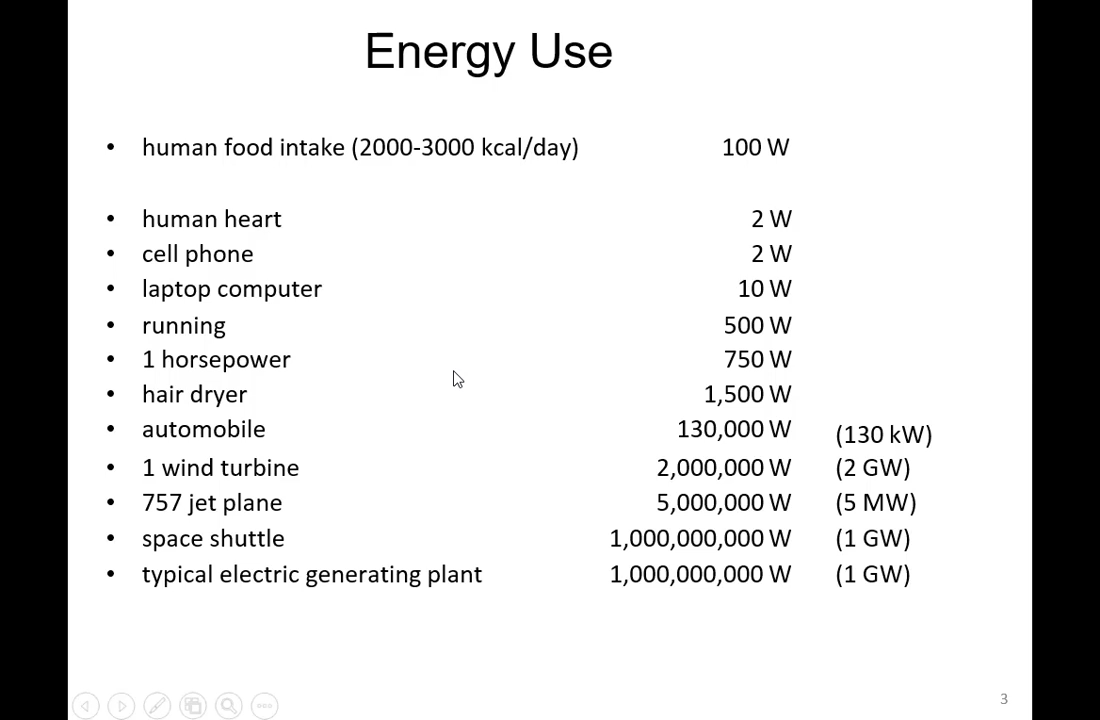 Energy Use
• human food intake (2000-3000 kcal/day) 100 W
• human heart 2 W
• cell phone 2 W
• laptop computer 10 W
• running 500 W
• 1 horsepower 750 W
• hair dryer 1,500 W
• automobile 130,000 W (130 kW)
• 1 wind turbine 2,000,000 W (2 GW)
• 757 jet plane 5,000,000 W (5 MW)
• space shuttle 1,000,000,000 W (1 GW)
• typical electric generating plant 1,000,000,000 W (1 GW)
3